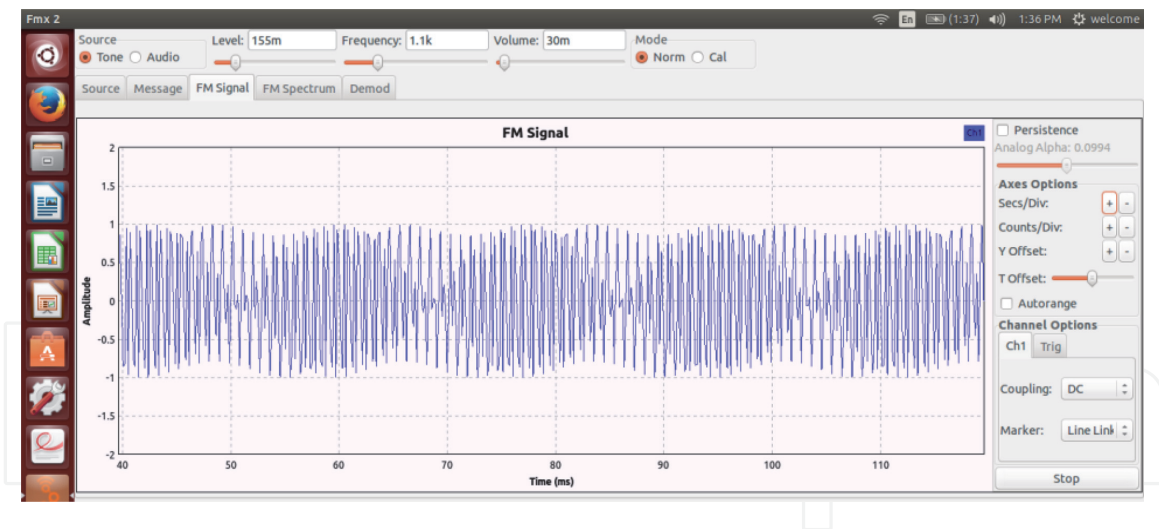 Fmx 2
En (1:37) 1:36 PM welcome
Source Level: 155m Frequency: 1.1k Volume: 30m Mode
Tone Audio Norm Cal
Source Message FM Signal FM Spectrum Demod
FM Signal
Ch1
Amplitude
2
1.5
1
0.5
0
-0.5
-1
-1.5
-2
40 50 60 70 80 90 100 110
Time (ms)
Persistence
Analog Alpha: 0.0994
Axes Options
Secs/Div: + -
Counts/Div: + -
Y Offset: + -
T Offset:
Autorange
Channel Options
Ch1 Trig
Coupling: DC
Marker: Line Link
Stop